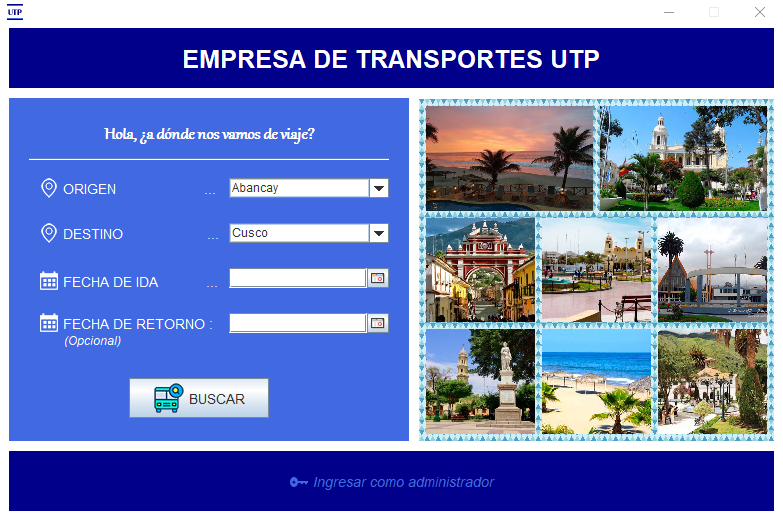 UTP
EMPRESA DE TRANSPORTES UTP
Hola, ¿a dónde nos vamos de viaje?
ORIGEN ... Abancay
DESTINO ... Cusco
FECHA DE IDA ...
FECHA DE RETORNO :
(Opcional)
BUSCAR
Ingresar como administrador